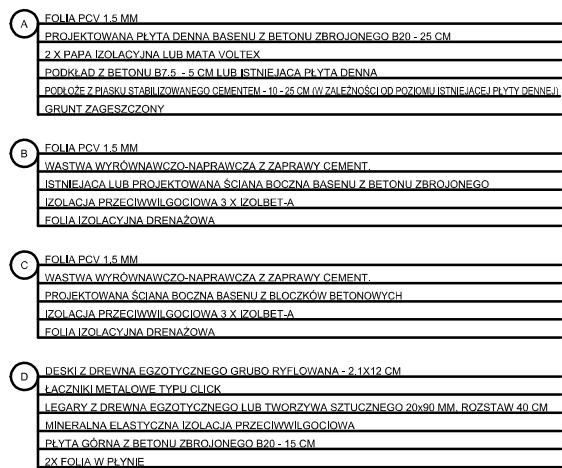 A
FOLIA PCV 1,5 MM
PROJEKTOWANA PŁYTA DENNA BASENU Z BETONU ZBROJONEGO B20 - 25 CM
2 X PAPA IZOLACYJNA LUB MATA VOLTEX
PODKŁAD Z BETONU B7.5 - 5 CM LUB ISTNIEJACA PŁYTA DENNA
PODŁOŻE Z PIASKU STABILIZOWANEGO CEMENTEM - 10 - 25 CM (W ZALEŻNOŚCI OD POZIOMU ISTNIEJACEJ PŁYTY DENNEJ)
GRUNT ZAGESZCZONY
B
FOLIA PCV 1,5 MM
WASTWA WYRÓWNAWCZO-NAPRAWCZA Z ZAPRAWY CEMENT.
ISTNIEJACA LUB PROJEKTOWANA ŚCIANA BOCZNA BASENU Z BETONU ZBROJONEGO
IZOLACJA PRZECIWWILGOCIOWA 3 X IZOLBET-A
FOLIA IZOLACYJNA DRENAŻOWA
C
FOLIA PCV 1,5 MM
WASTWA WYRÓWNAWCZO-NAPRAWCZA Z ZAPRAWY CEMENT.
PROJEKTOWANA ŚCIANA BOCZNA BASENU Z BLOCZKÓW BETONOWYCH
IZOLACJA PRZECIWWILGOCIOWA 3 X IZOLBET-A
FOLIA IZOLACYJNA DRENAŻOWA
D
DESKI Z DREWNA EGZOTYCZNEGO GRUBO RYFLOWANA - 2.1X12 CM
ŁACZNIKI METALOWE TYPU CLICK
LEGARY Z DREWNA EGZOTYCZNEGO LUB TWORZYWA SZTUCZNEGO 20x90 MM, ROZSTAW 40 CM
MINERALNA ELASTYCZNA IZOLACJA PRZECIWWILGOCIOWA
PŁYTA GÓRNA Z BETONU ZBROJONEGO B20 - 15 CM
2X FOLIA W PŁYNIE